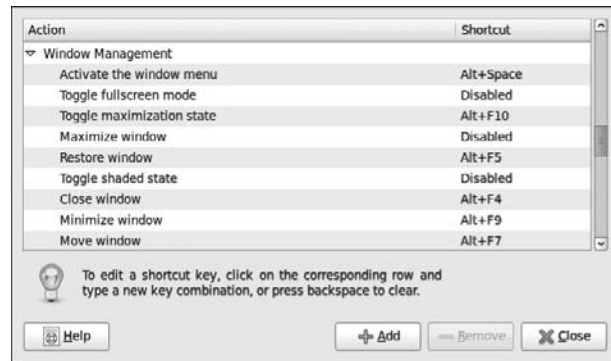 Action Shortcut
Window Management
Activate the window menu Alt+Space
Toggle fullscreen mode Disabled
Toggle maximization state Alt+F10
Maximize window Disabled
Restore window Alt+F5
Toggle shaded state Disabled
Close window Alt+F4
Minimize window Alt+F9
Move window Alt+F7
To edit a shortcut key, click on the corresponding row and
type a new key combination, or press backspace to clear.
Help Add Remove Close